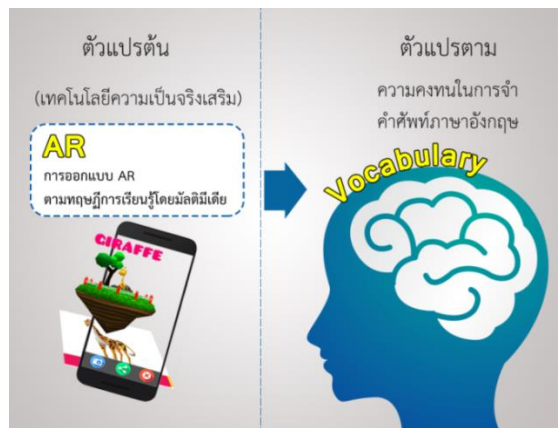 ตัวแปรต้น
(เทคโนโลยีความเป็นจริงเสริม)
AR
การออกแบบ AR
ตามทฤษฎีการเรียนรู้โดยมัลติมีเดีย
GIRAFFE
ตัวแปรตาม
ความคงทนในการจำ
คำศัพท์ภาษาอังกฤษ
Vocabulary